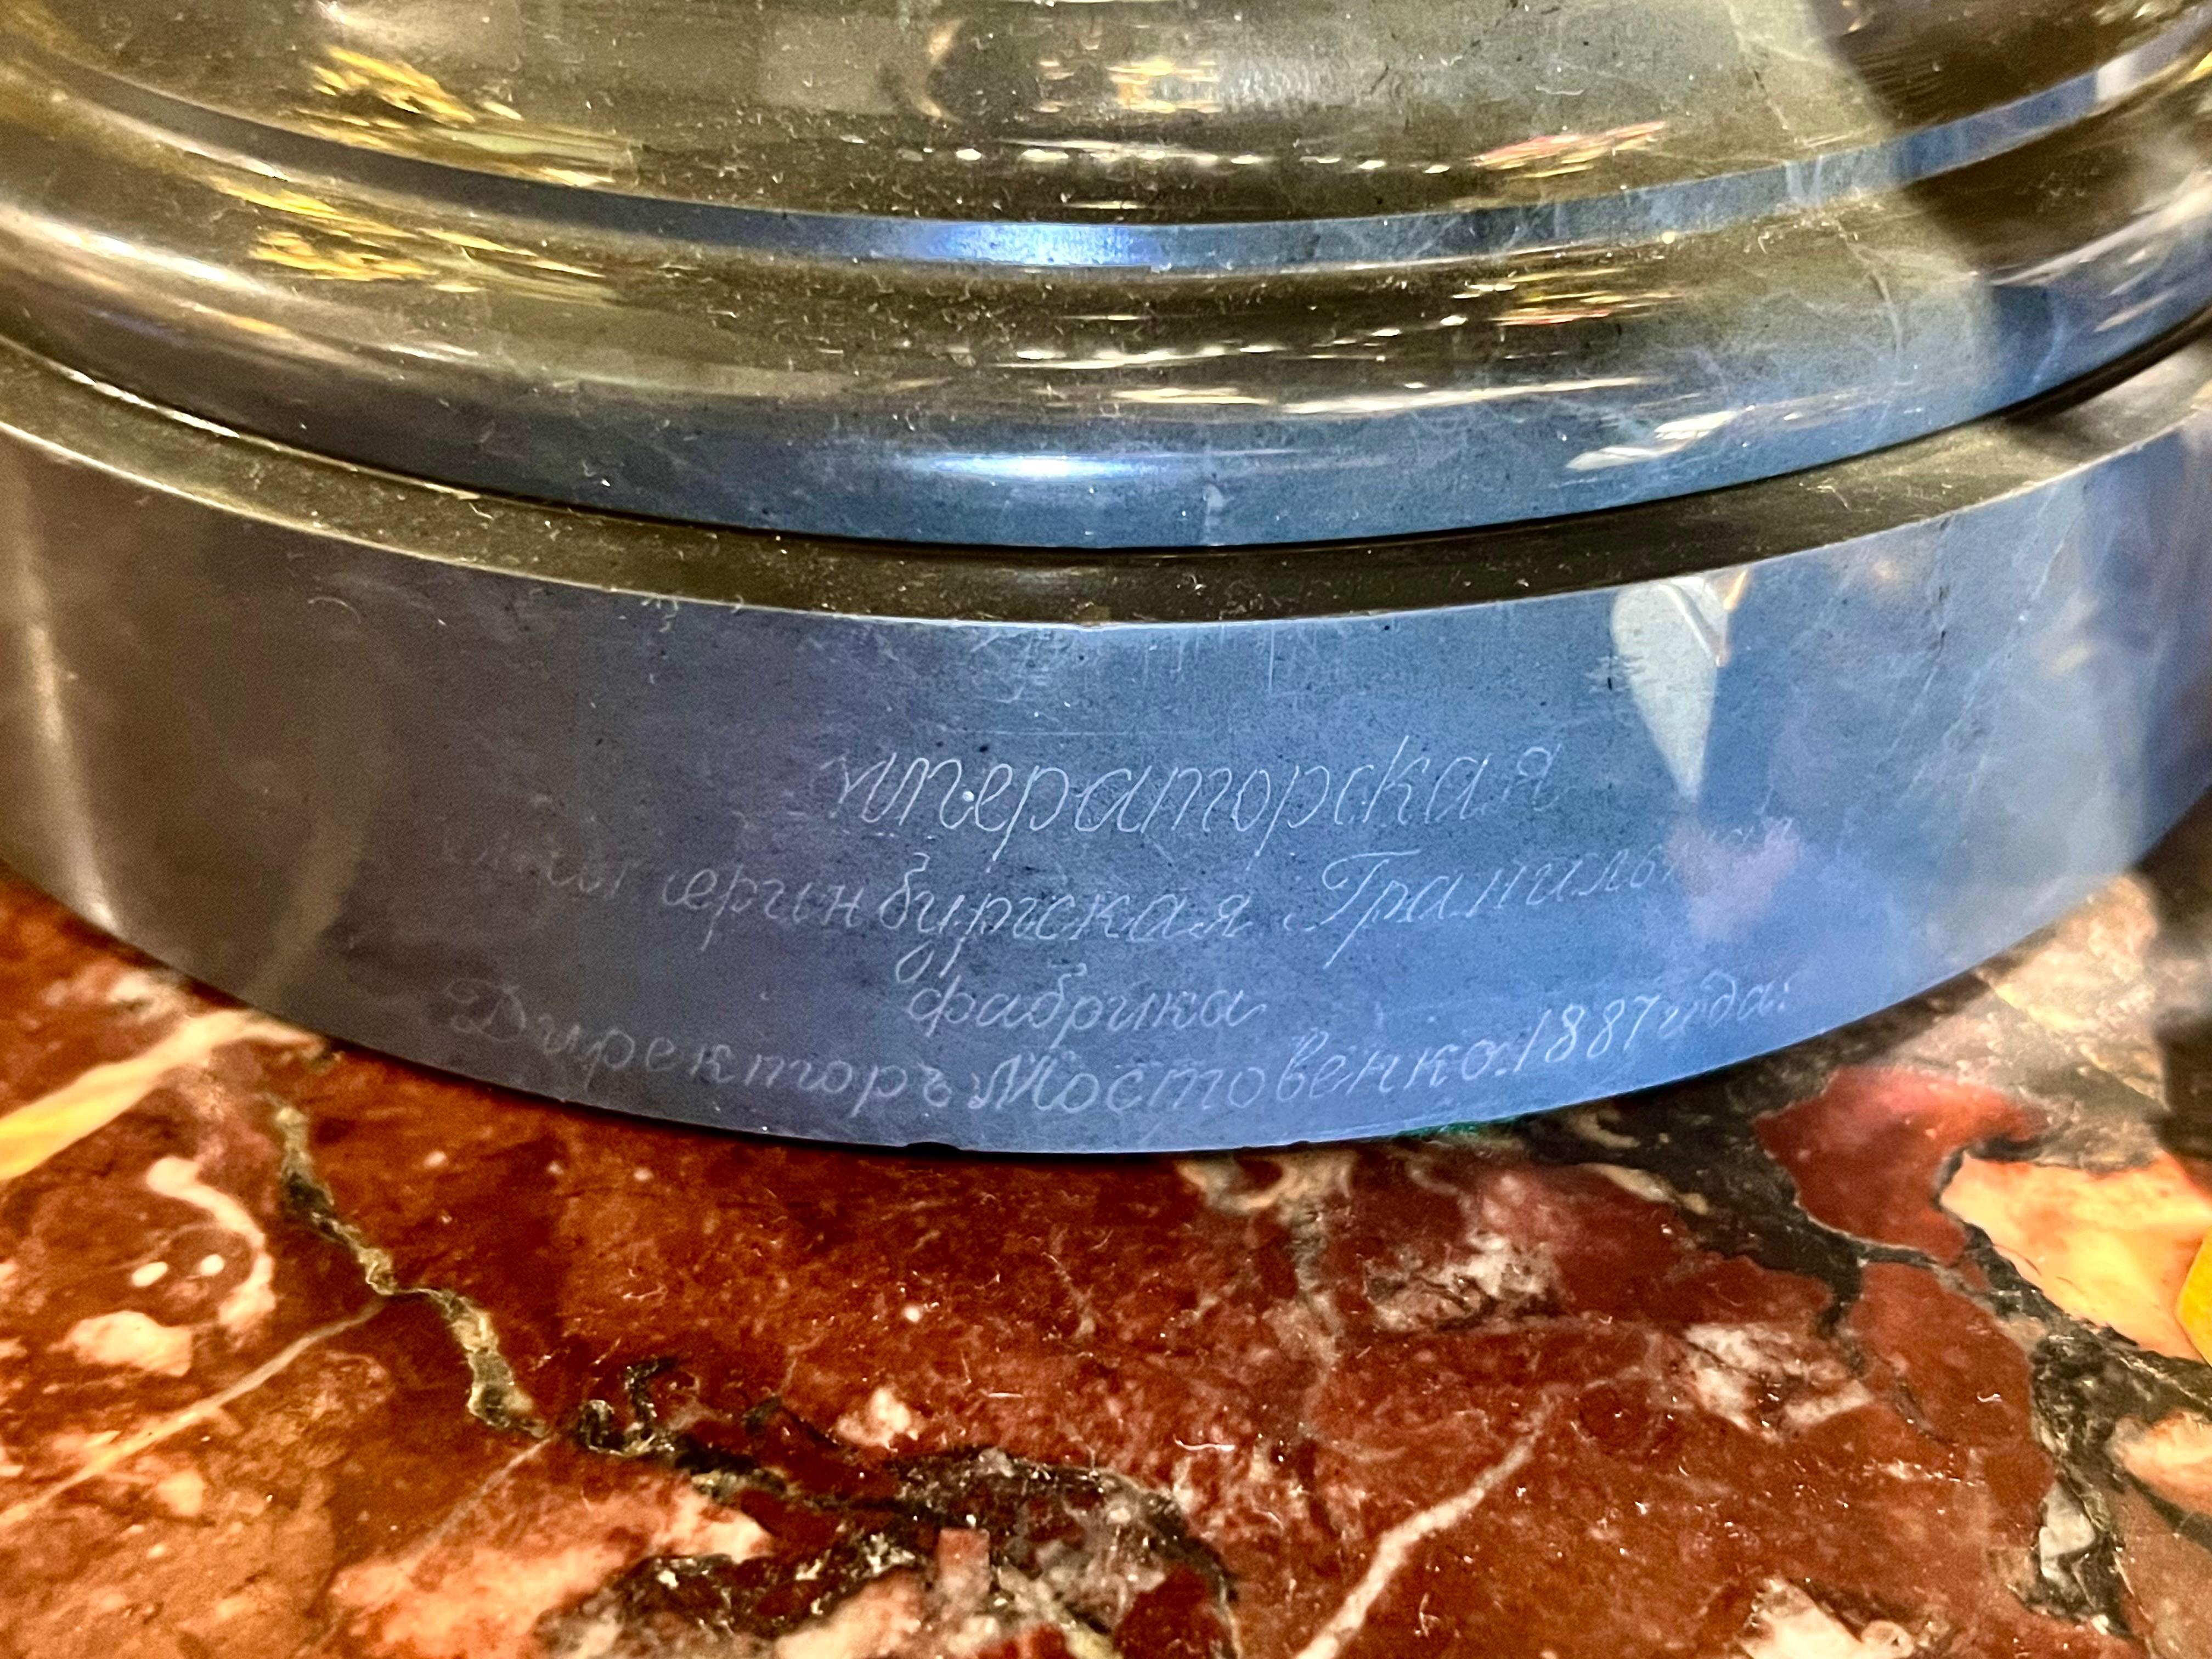 Императорская
Екатеринбургская Гранильная
фабрика
Директоръ Мостовенко. 1887 года: